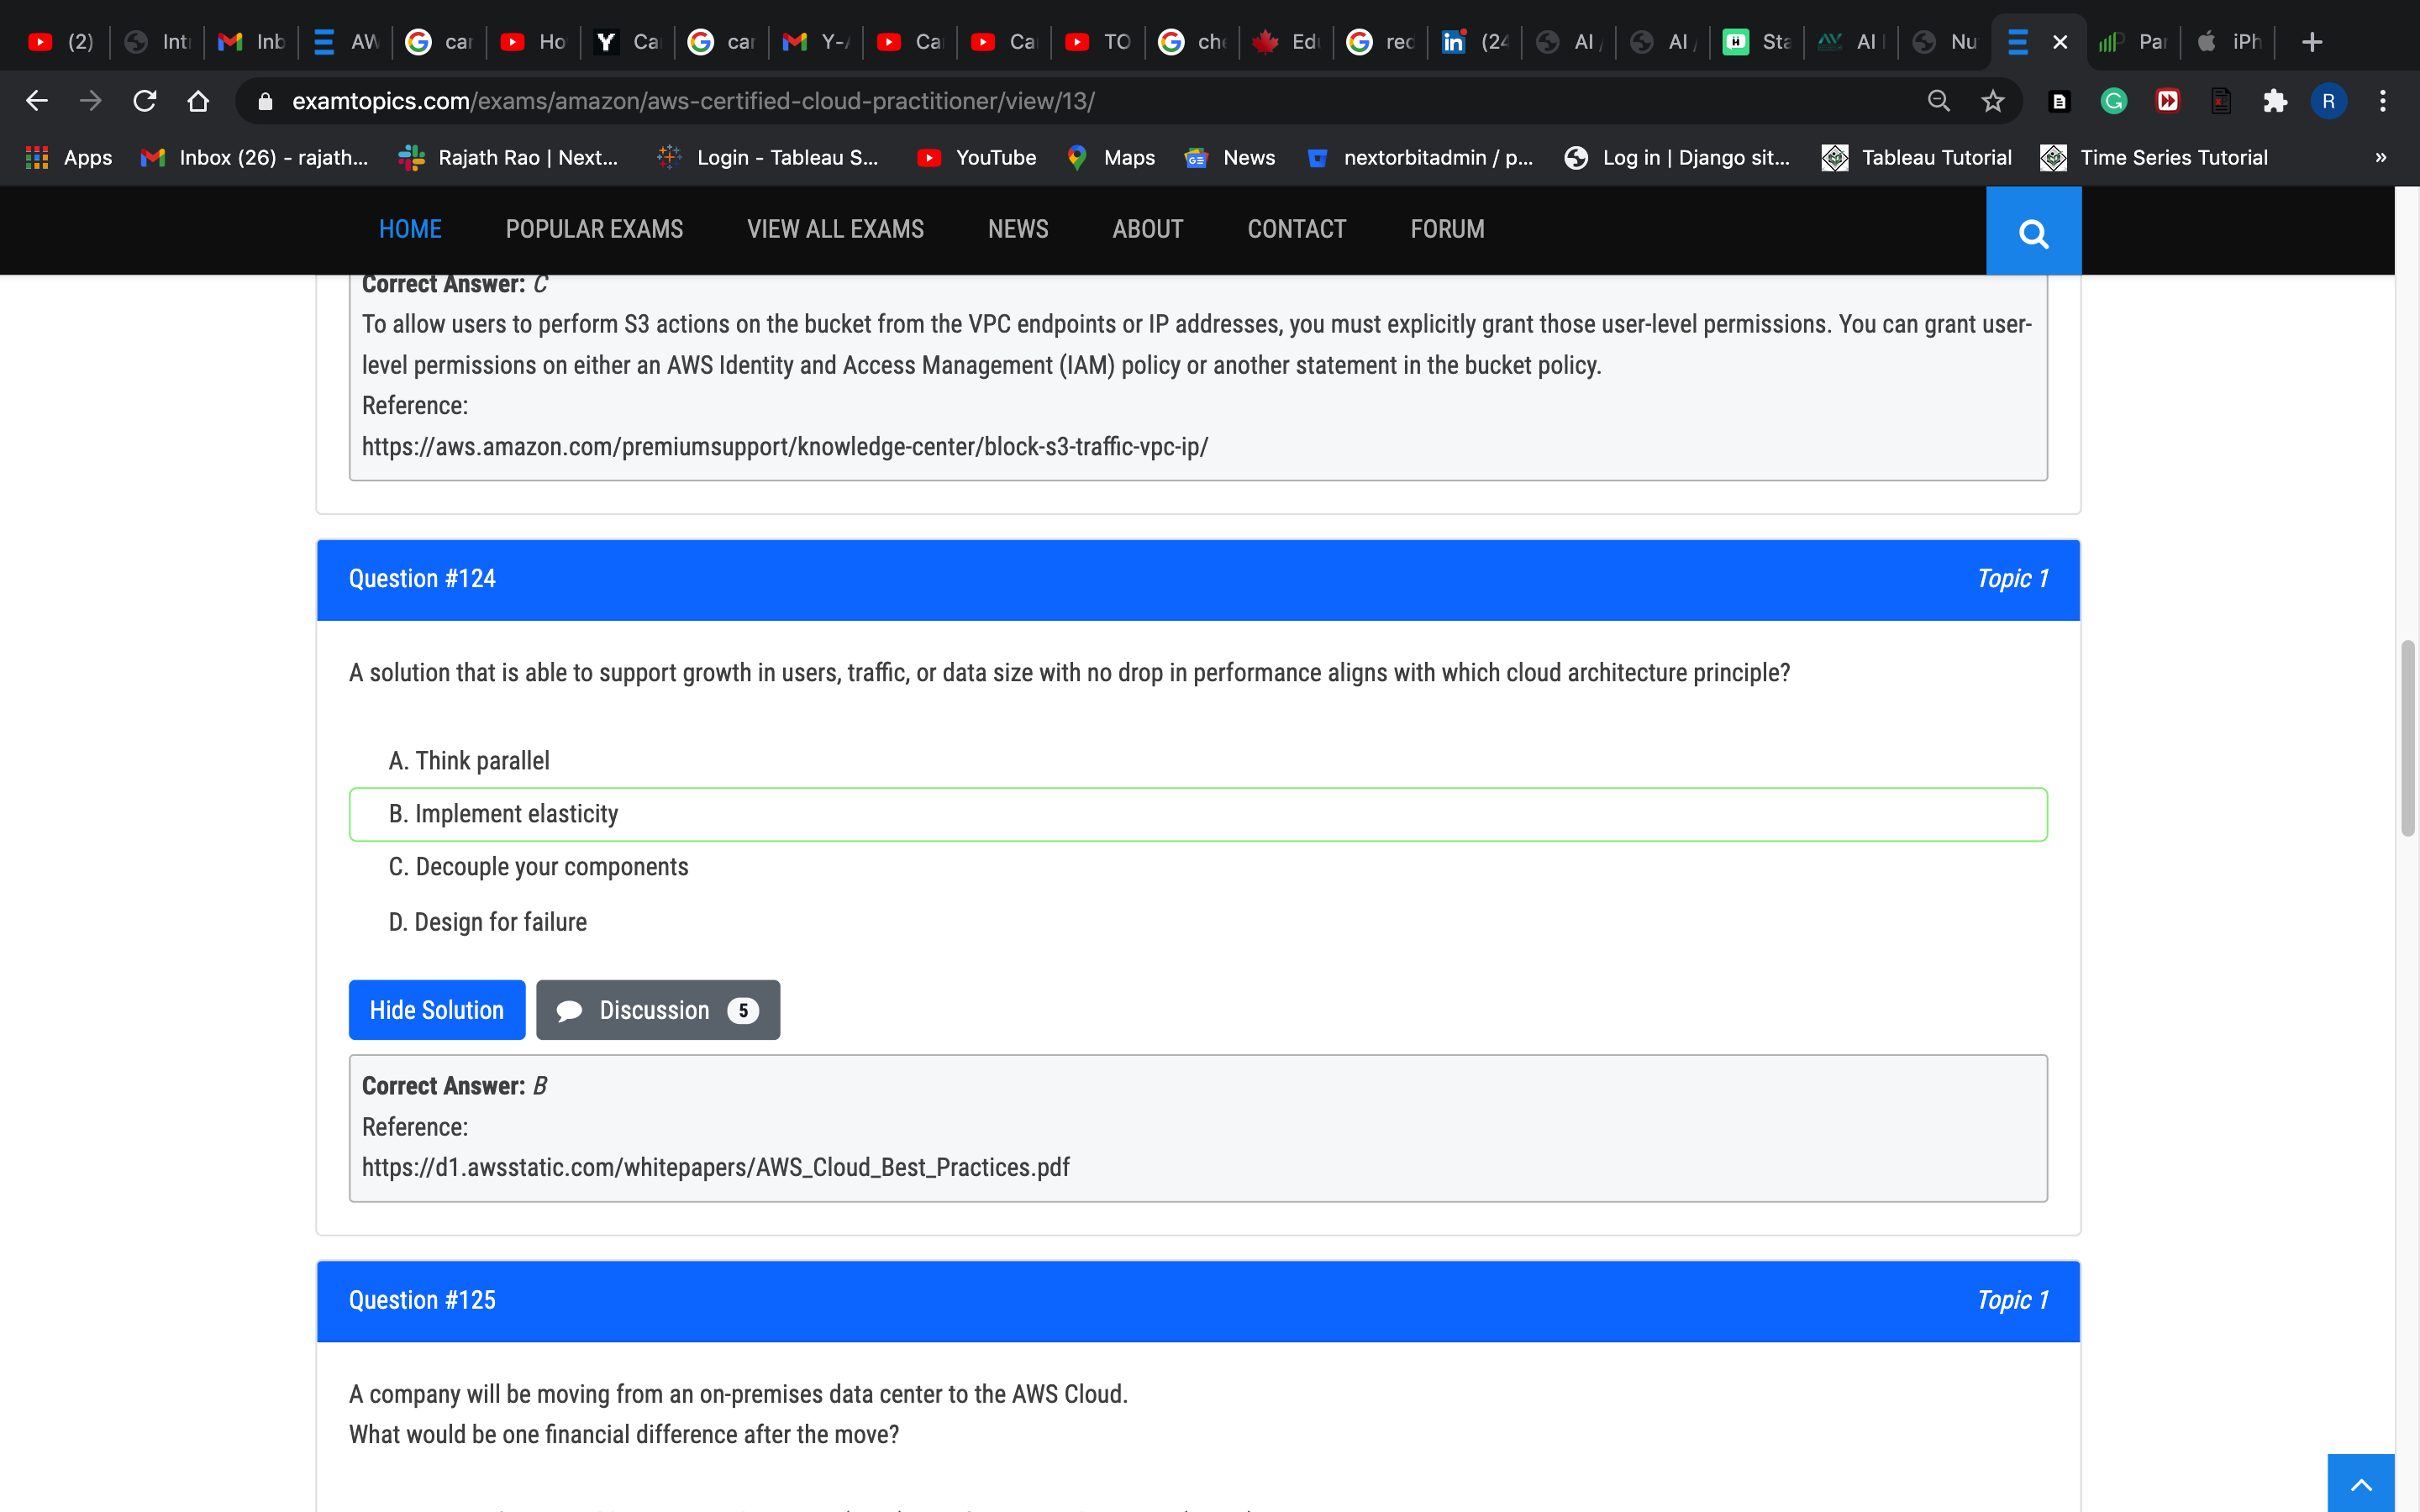 (2) Int Inb AW car Ho Ca car Y-/ Ca Ca TO che Edu rec (24 AI / AI / Sta AI | Nu Par iPh
examtopics.com/exams/amazon/aws-certified-cloud-practitioner/view/13/ R
Apps Inbox (26) - rajath... Rajath Rao | Next... Login - Tableau S... YouTube Maps News nextorbitadmin / p... Log in | Django sit... Tableau Tutorial Time Series Tutorial »
HOME POPULAR EXAMS VIEW ALL EXAMS NEWS ABOUT CONTACT FORUM
Correct Answer: C
To allow users to perform S3 actions on the bucket from the VPC endpoints or IP addresses, you must explicitly grant those user-
level permissions on either an AWS Identity and Access Management (IAM) policy or another statement in the bucket policy.
Reference:
https://aws.amazon.com/premiumsupport/knowledge-center/block-s3-traffic-vpc-ip/
Question #124 Topic 1
A solution that is able to support growth in users, traffic, or data size with no drop in performance aligns with which cloud architecture principle?
A. Think parallel
B. Implement elasticity
C. Decouple your components
D. Design for failure
Hide Solution Discussion 5
Correct Answer: B
Reference:
https://d1.awsstatic.com/whitepapers/AWS_Cloud_Best_Practices.pdf
Question #125 Topic 1
A company will be moving from an on-premises data center to the AWS Cloud.
What would be one financial difference after the move?